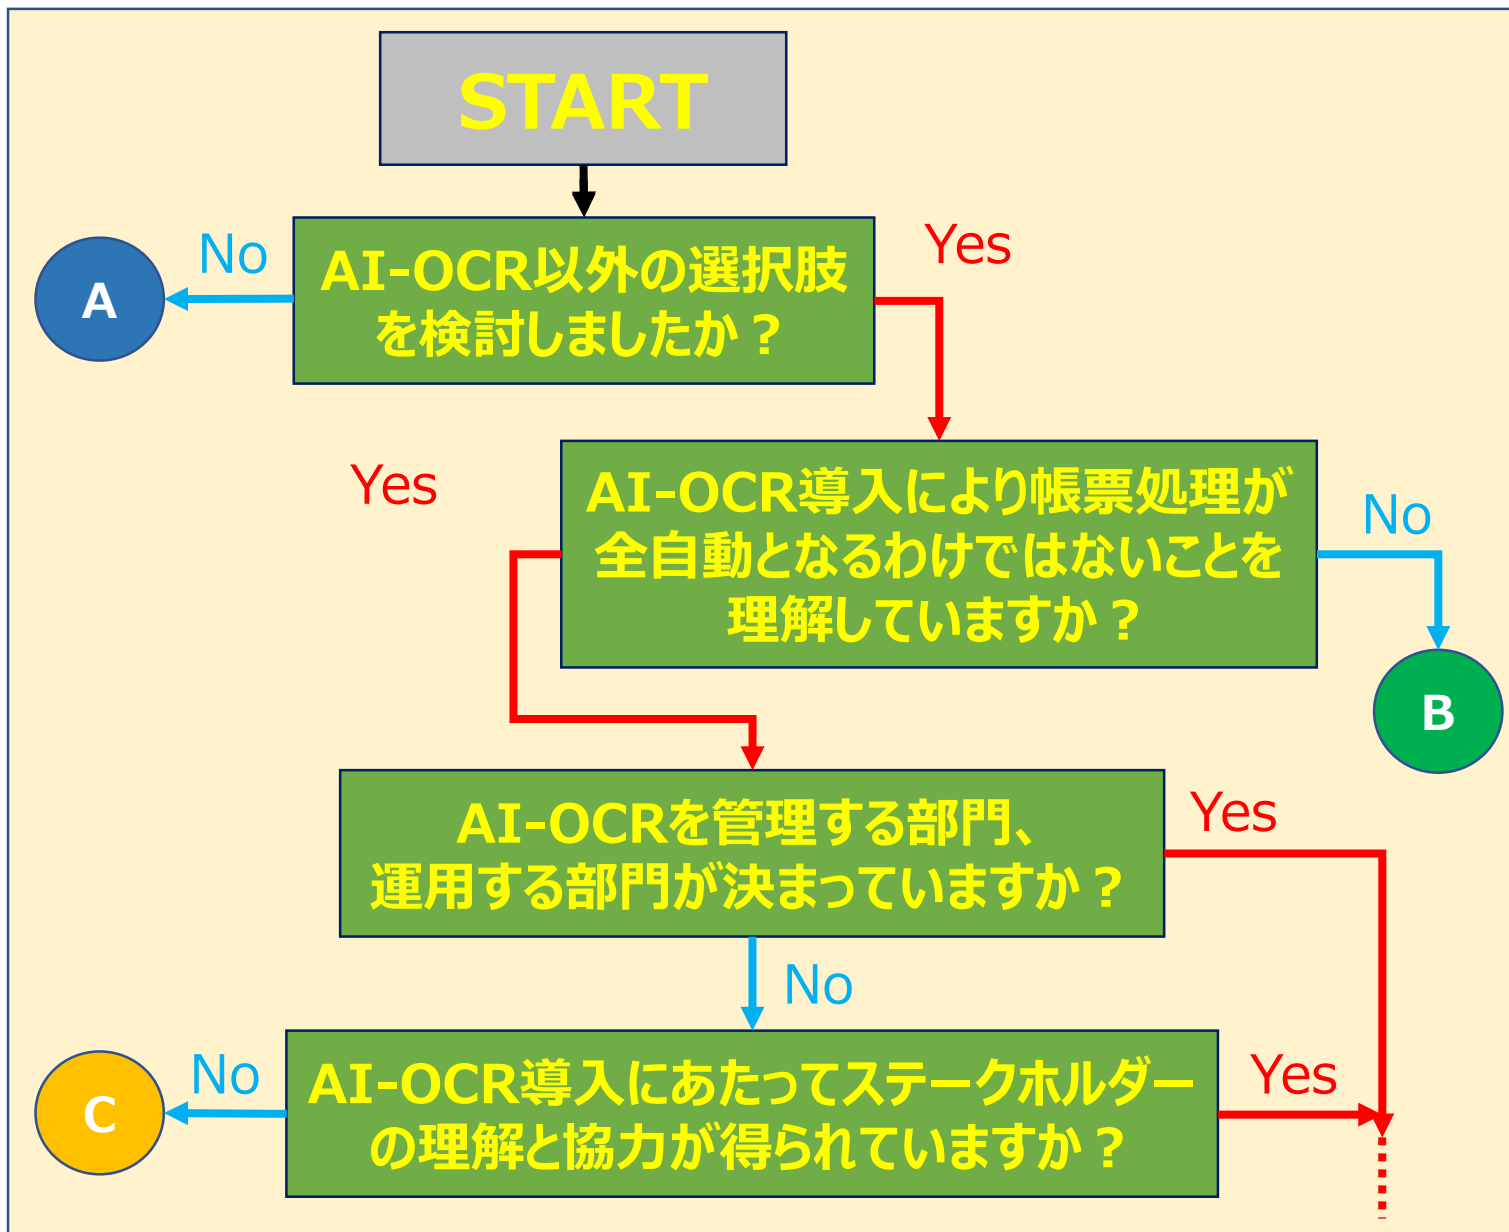 START
No
Yes
A
AI-OCR以外の選択肢
を検討しましたか？
Yes
AI-OCR導入により帳票処理が
全自動となるわけではないことを
理解していますか？
No
B
AI-OCRを管理する部門、
運用する部門が決まっていますか？
Yes
No
No
C
AI-OCR導入にあたってステークホルダー
の理解と協力が得られていますか？
Yes